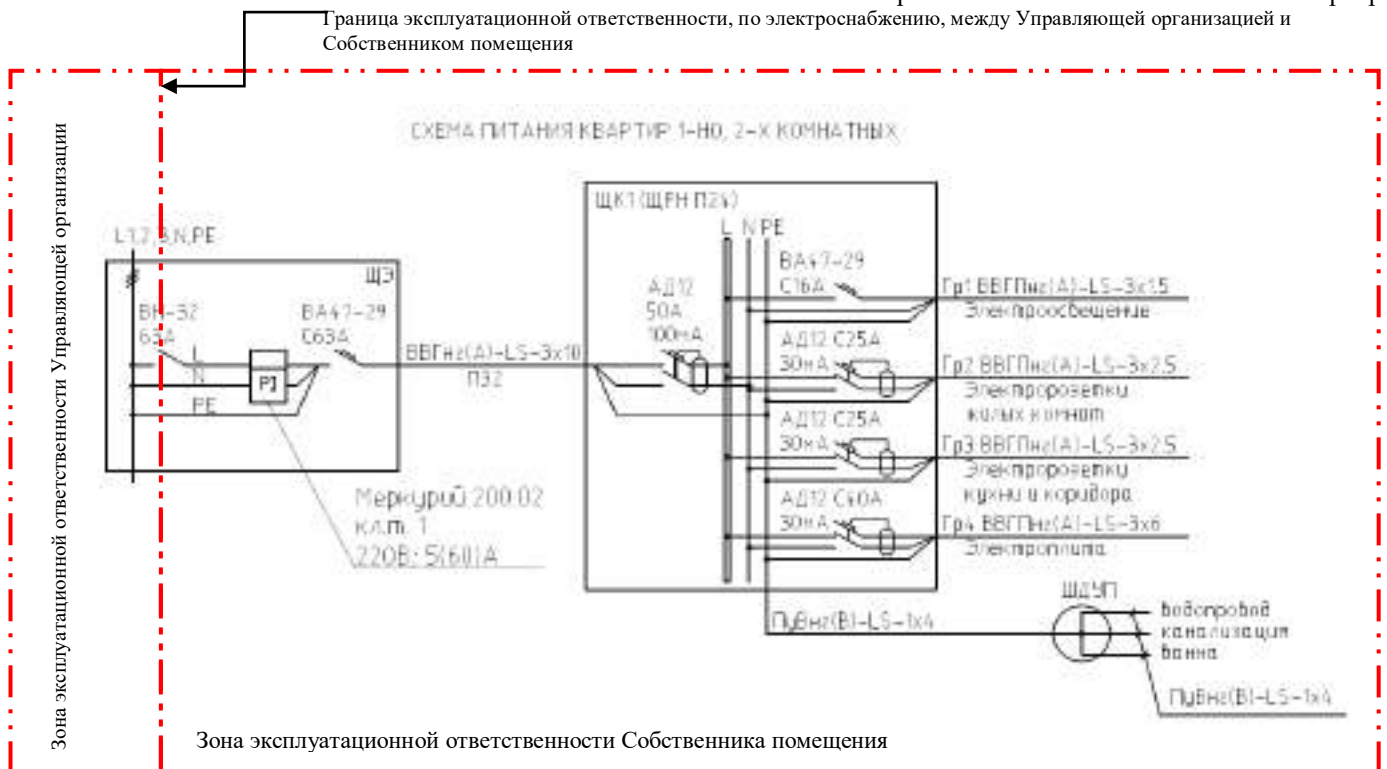 Граница эксплуатационной ответственности, по электроснабжению, между Управляющей организацией и
Собственником помещения
Зона эксплуатационной ответственности Управляющей организации
СХЕМА ПИТАНИЯ КВАРТИР 1-НО, 2-Х КОМНАТНЫХ
L1,2,3,N,PE
ЩЭ
ВН-32
63А
ВА47-29
С63А
L
N
PE
PJ
ВВГнг(А)-LS-3х10
П32
Меркурий 200.02
кл.т. 1
220В; 5(60)А
ЩК1 (ЩРН П24)
L N PE
АД12
50А
100мА
ВА47-29
С16А
Гр1 ВВГПнг(А)-LS-3х1.5
Электроосвещение
АД12 С25А
30мА
Гр2 ВВГПнг(А)-LS-3х2.5
Электророзетки
жилых комнат
АД12 С25А
30мА
Гр3 ВВГПнг(А)-LS-3х2.5
Электророзетки
кухни и коридора
АД12 С40А
30мА
Гр4 ВВГПнг(А)-LS-3х6
Электроплита
ПуВнг(В)-LS-1х4
ШДУП
водопровод
канализация
ванна
ПуВнг(В)-LS-1х4
Зона эксплуатационной ответственности Собственника помещения